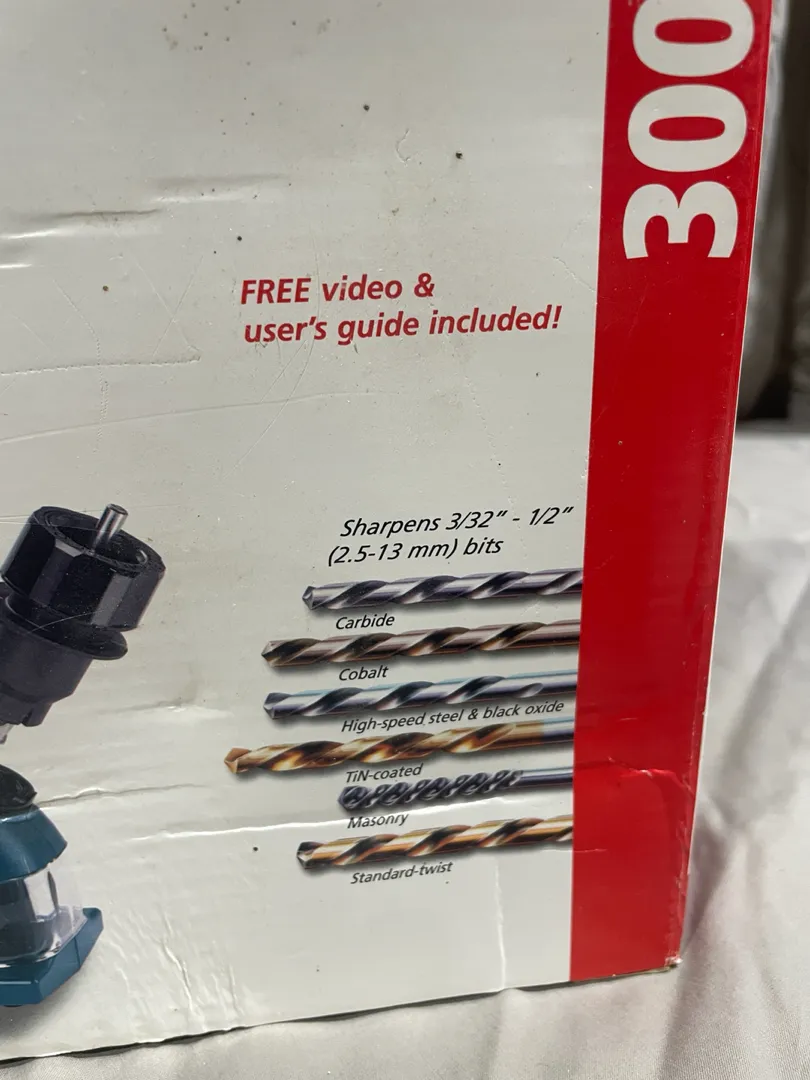 300
FREE video &
user's guide included!
Sharpens 3/32" - 1/2"
(2.5-13 mm) bits
Carbide
Cobalt
High-speed steel & black oxide
TiN-coated
Masonry
Standard-twist